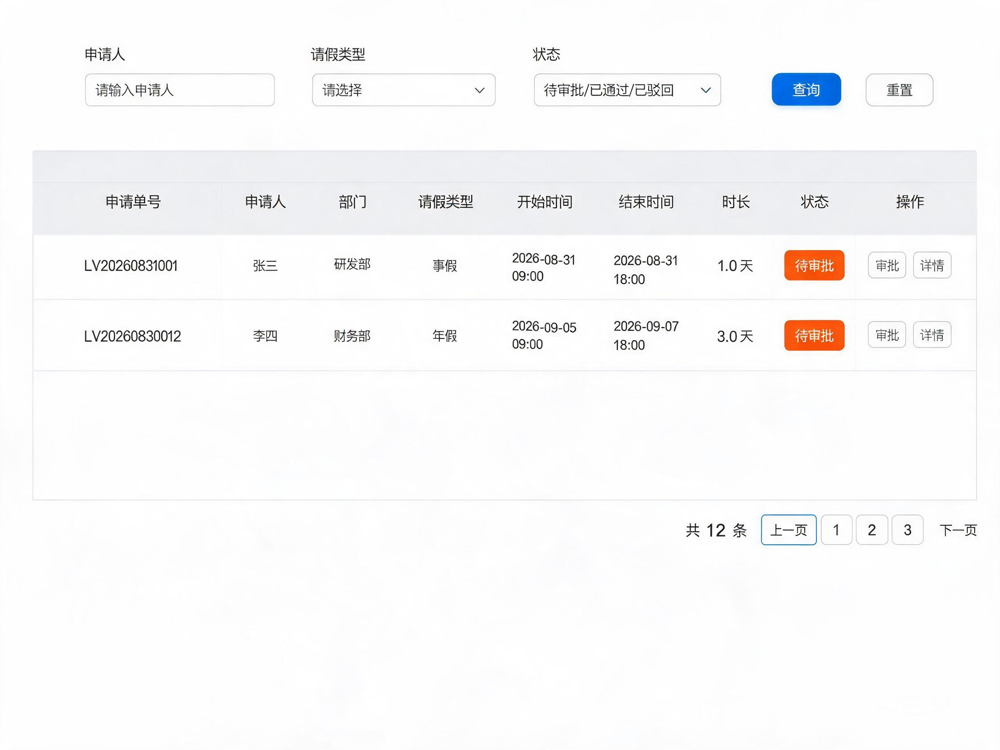 申请人 请假类型 状态
请输入申请人 请选择 待审批/已通过/已驳回 查询 重置
申请单号 申请人 部门 请假类型 开始时间 结束时间 时长 状态 操作
LV20260831001 张三 研发部 事假 2026-08-31 09:00 2026-08-31 18:00 1.0 天 待审批 审批 详情
LV20260830012 李四 财务部 年假 2026-09-05 09:00 2026-09-07 18:00 3.0 天 待审批 审批 详情
共 12 条 上一页 1 2 3 下一页